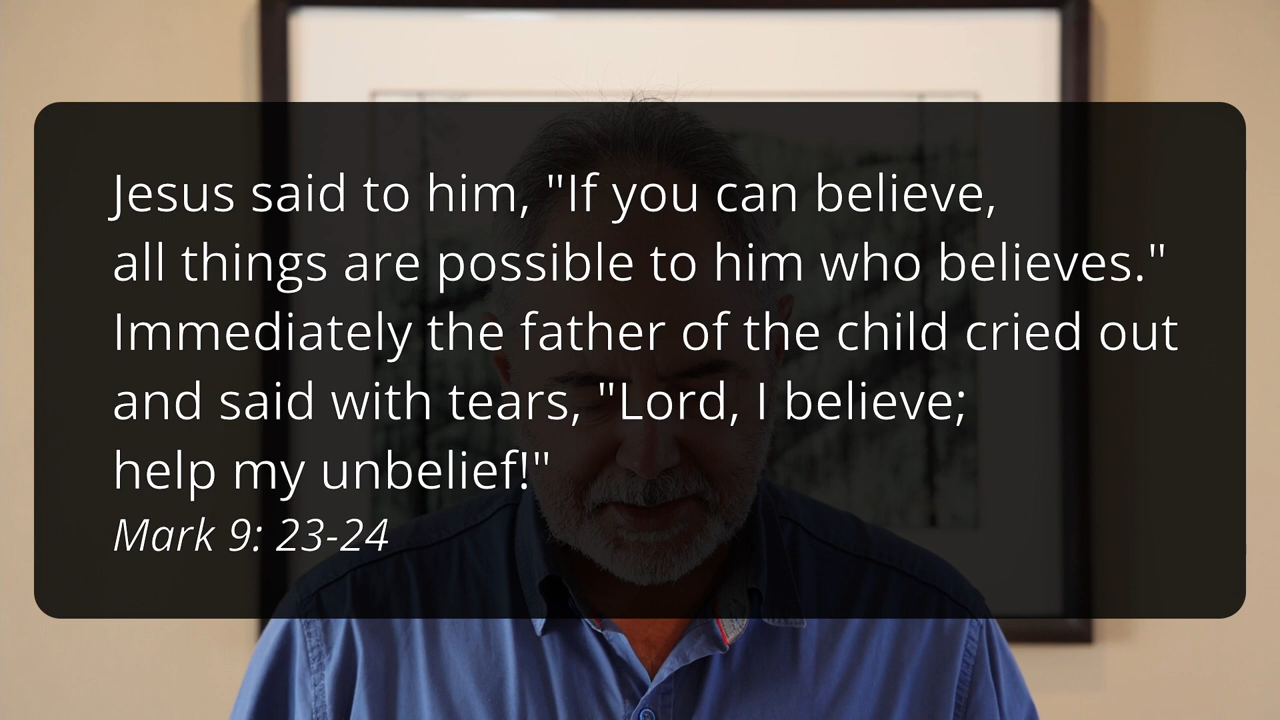 Jesus said to him, "If you can believe,
all things are possible to him who believes."
Immediately the father of the child cried out
and said with tears, "Lord, I believe;
help my unbelief!"
Mark 9: 23-24